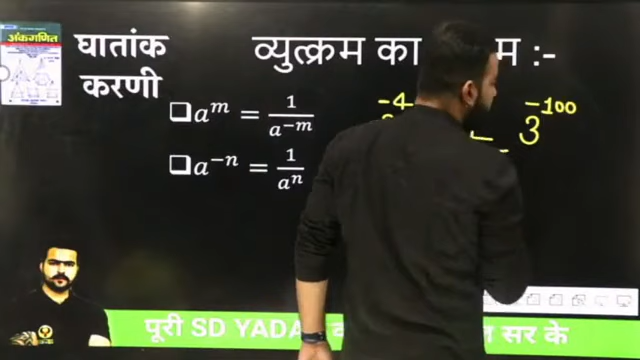 अंकगणित
घातांक
करणी
व्युत्क्रम का म :-
❑a^m = 1/a^-m
❑a^-n = 1/a^n
-4
3^-100
पूरी SD YADA सर के